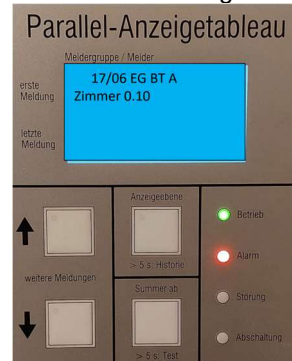 Parallel-Anzeigetableau
Meldergruppe / Melder
erste
Meldung
17/06 EG BT A
Zimmer 0.10
letzte
Meldung
Anzeigeebene
> 5 s: Historie
weitere Meldungen
Summer ab
> 5 s: Test
Betrieb
Alarm
Störung
Abschaltung